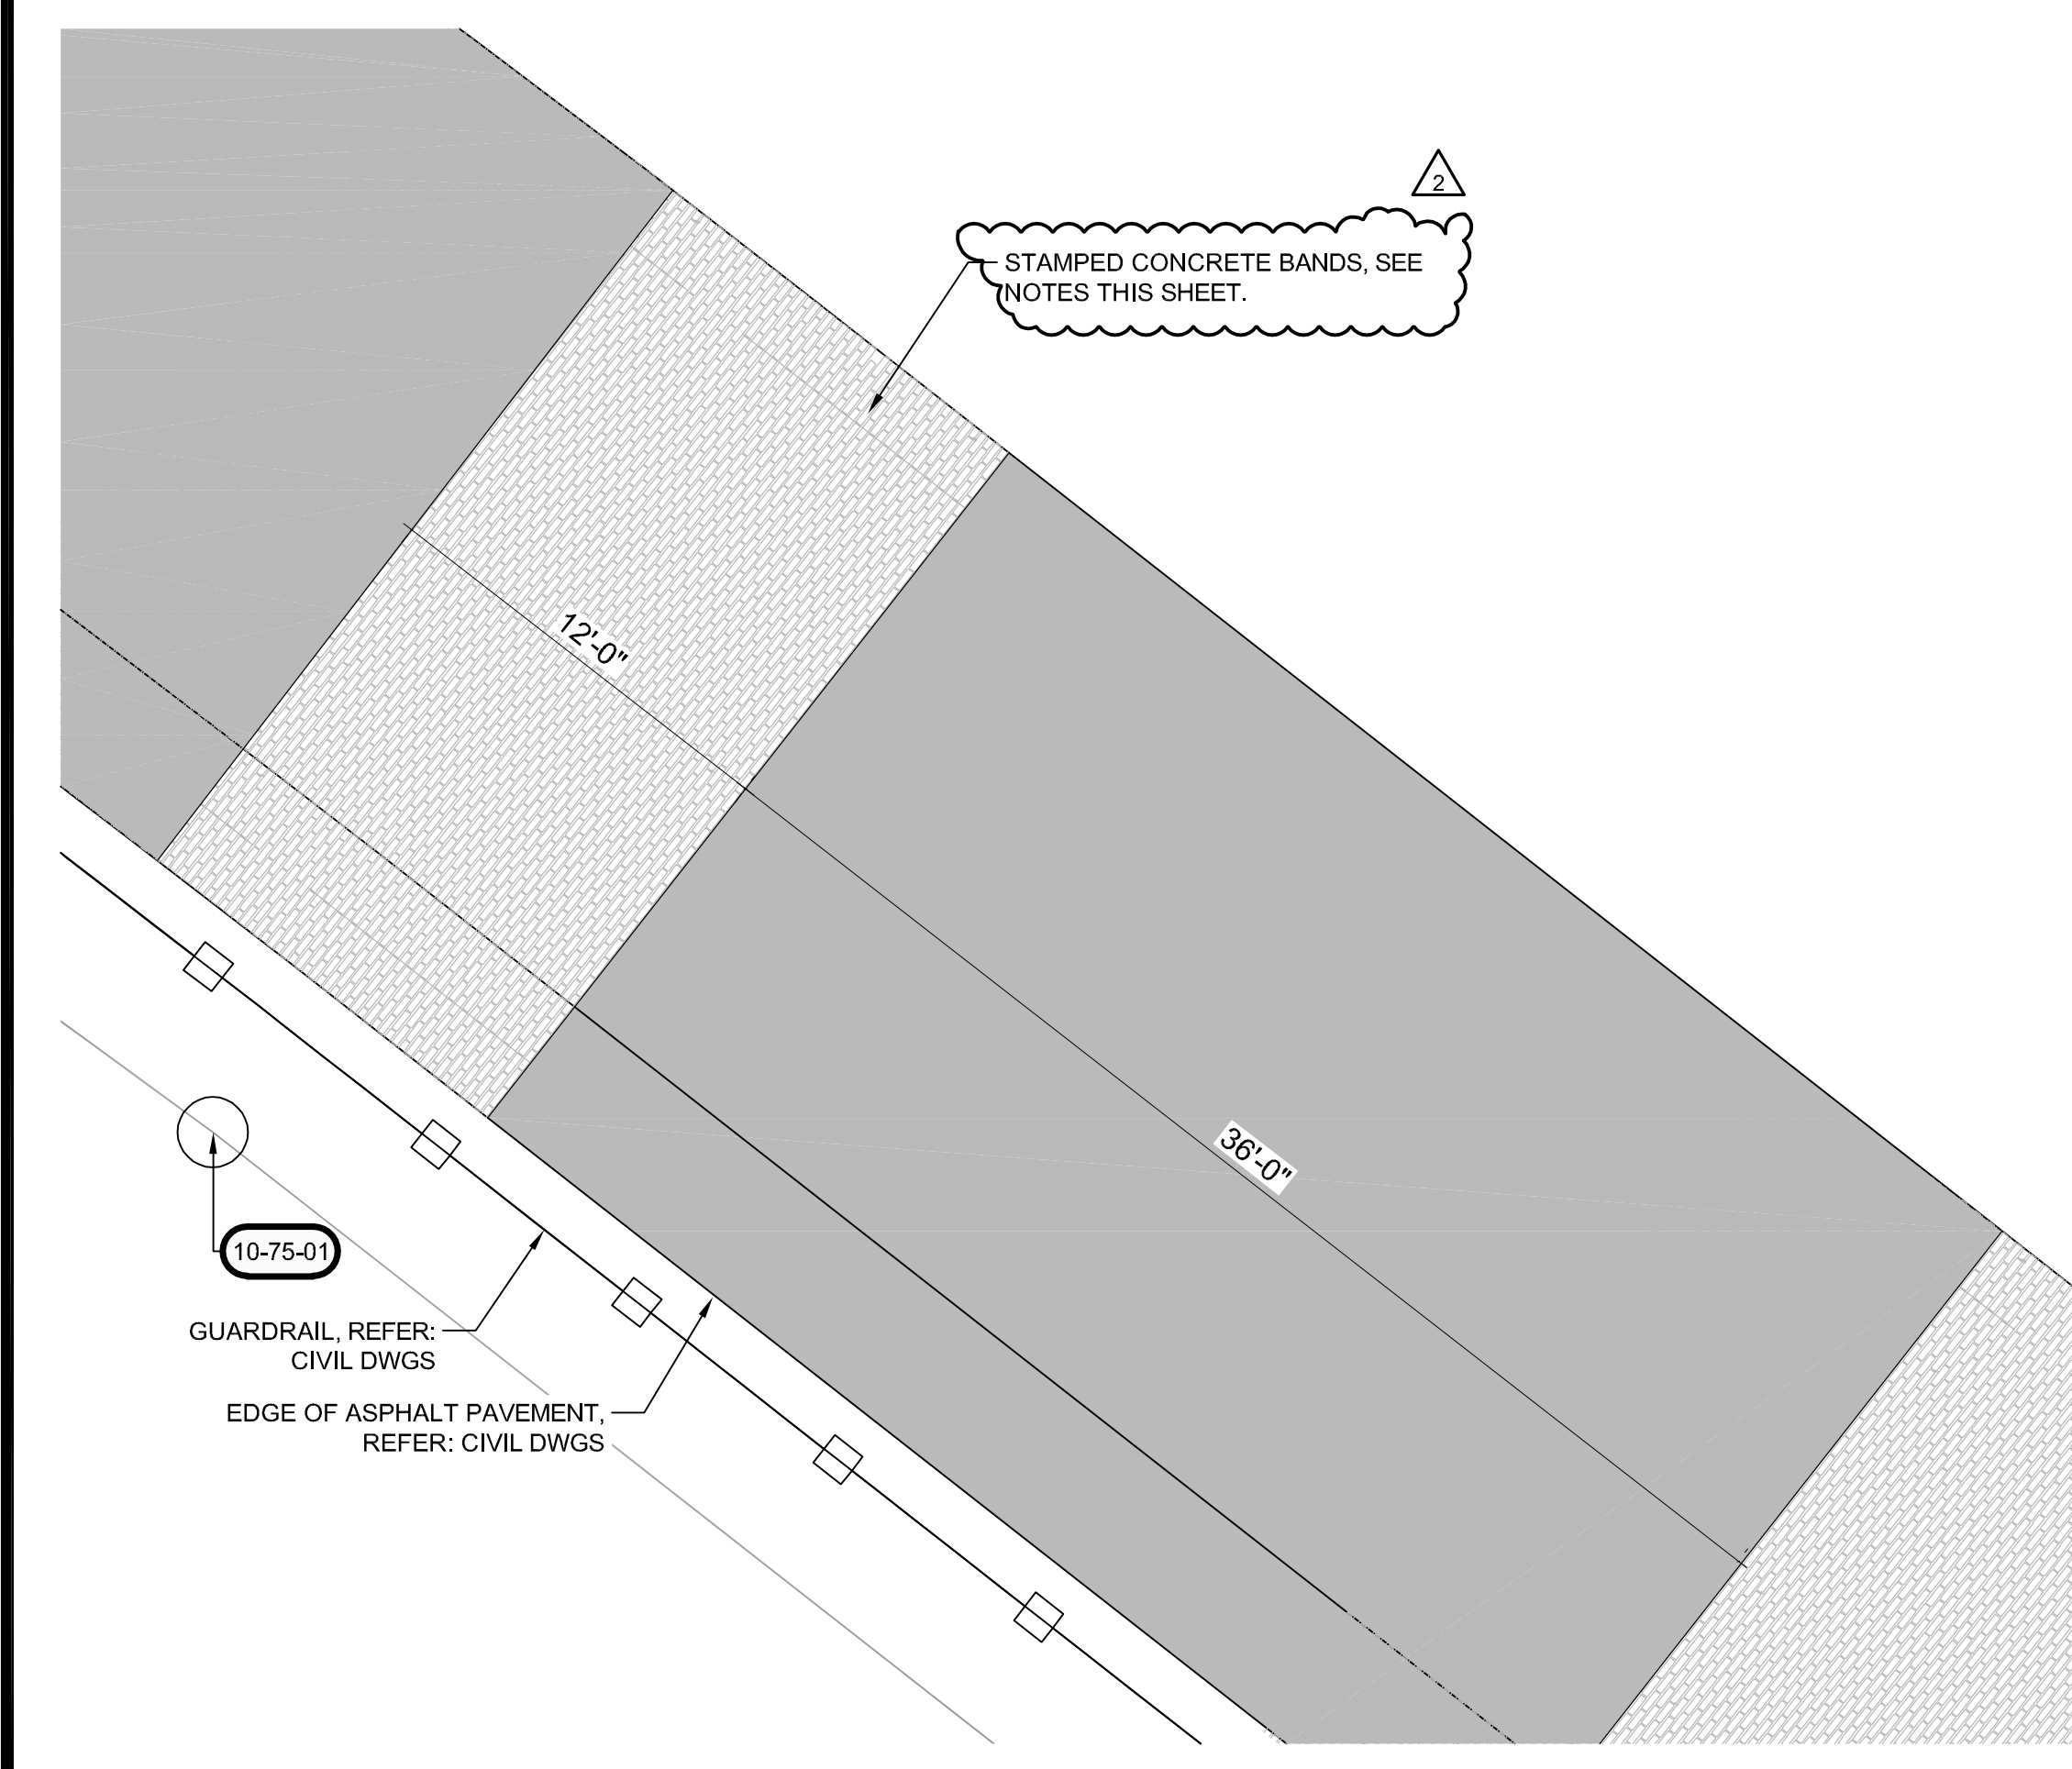 2
STAMPED CONCRETE BANDS, SEE
NOTES THIS SHEET.
12'-0"
36'-0"
10-75-01
GUARDRAIL, REFER:
CIVIL DWGS
EDGE OF ASPHALT PAVEMENT,
REFER: CIVIL DWGS